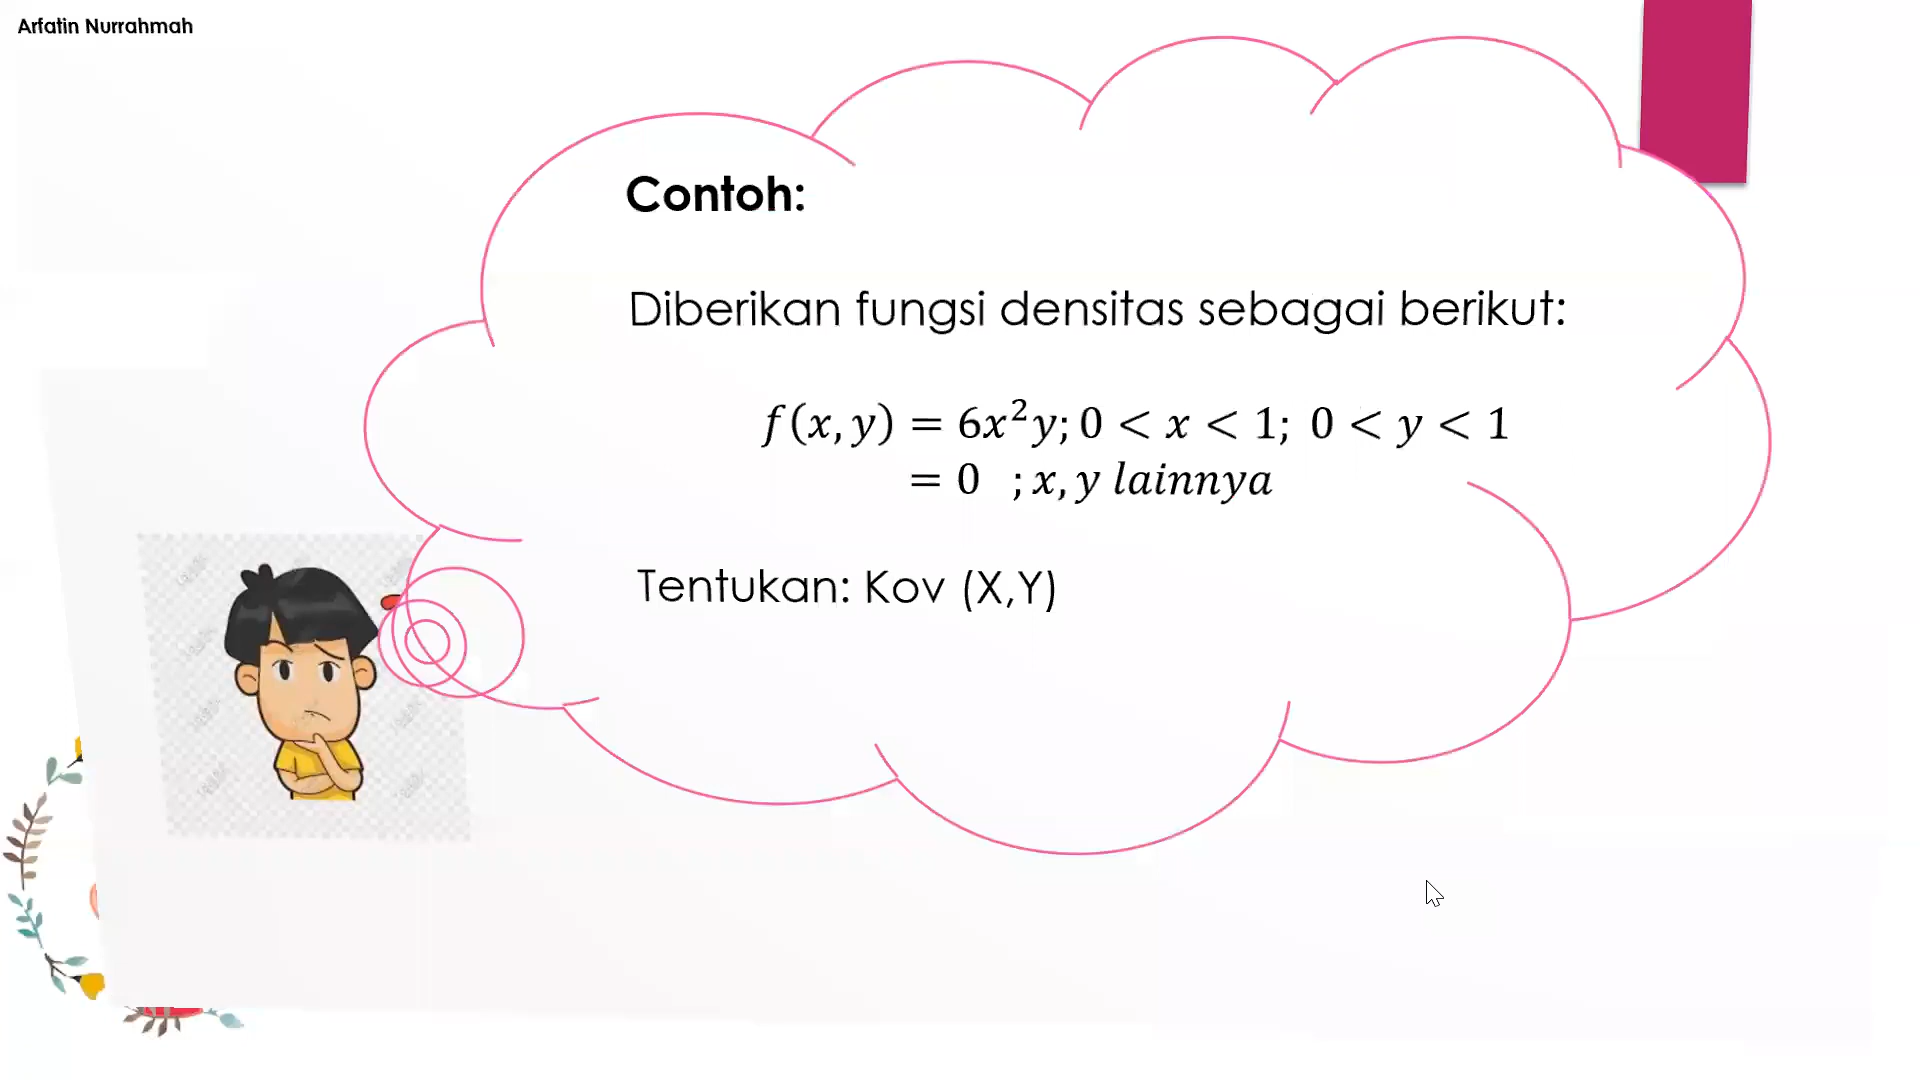 Arfatin Nurrahmah
Contoh:
Diberikan fungsi densitas sebagai berikut:
f(x, y) = 6x²y; 0 < x < 1; 0 < y < 1
= 0 ; x, y lainnya
Tentukan: Kov (X,Y)